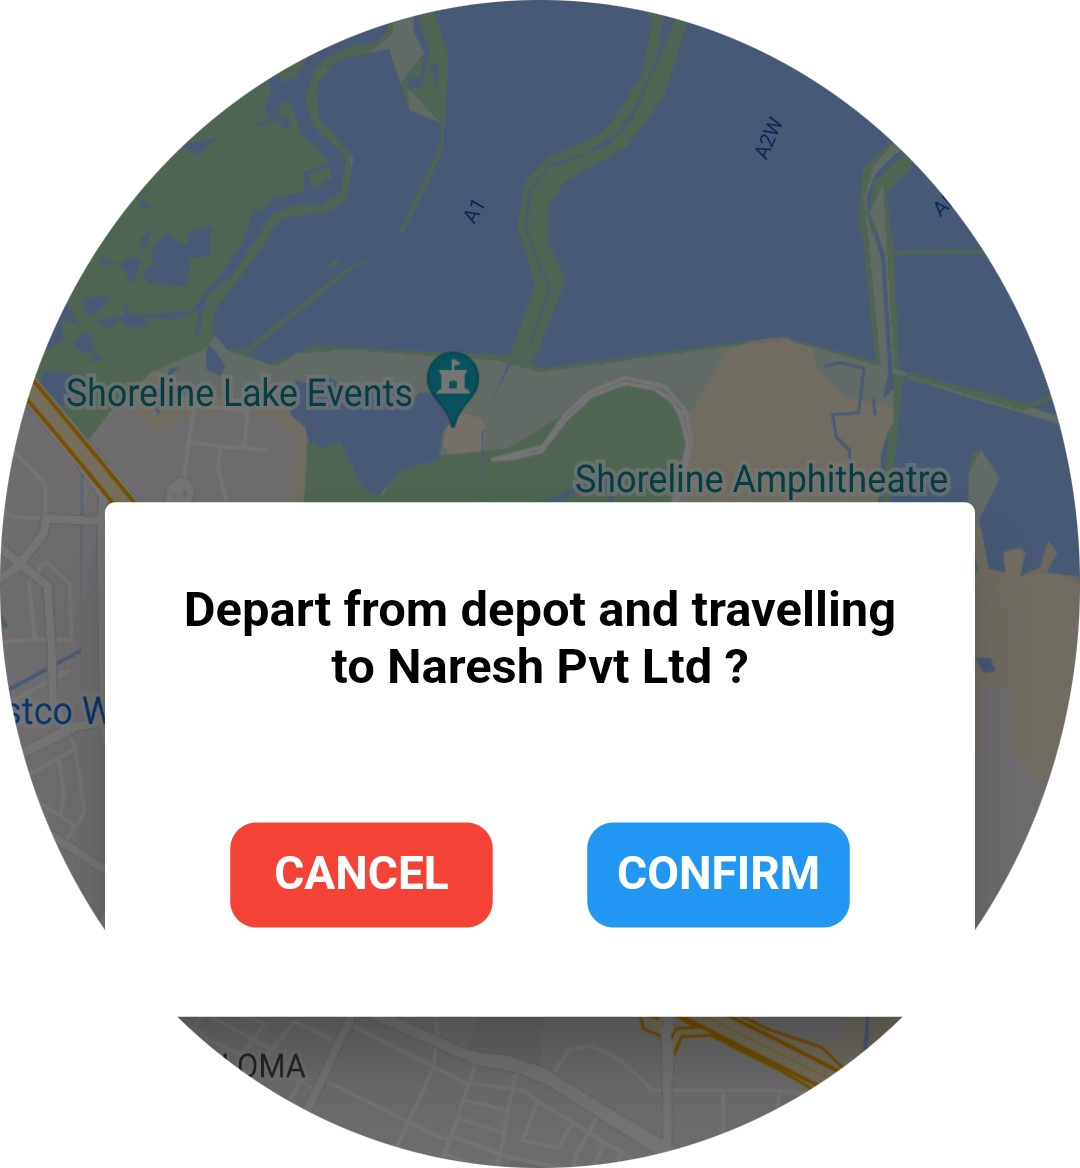 A2W
A1
Shoreline Lake Events
Shoreline Amphitheatre
Depart from depot and travelling
to Naresh Pvt Ltd ?
stco W
CANCEL
CONFIRM
LOMA